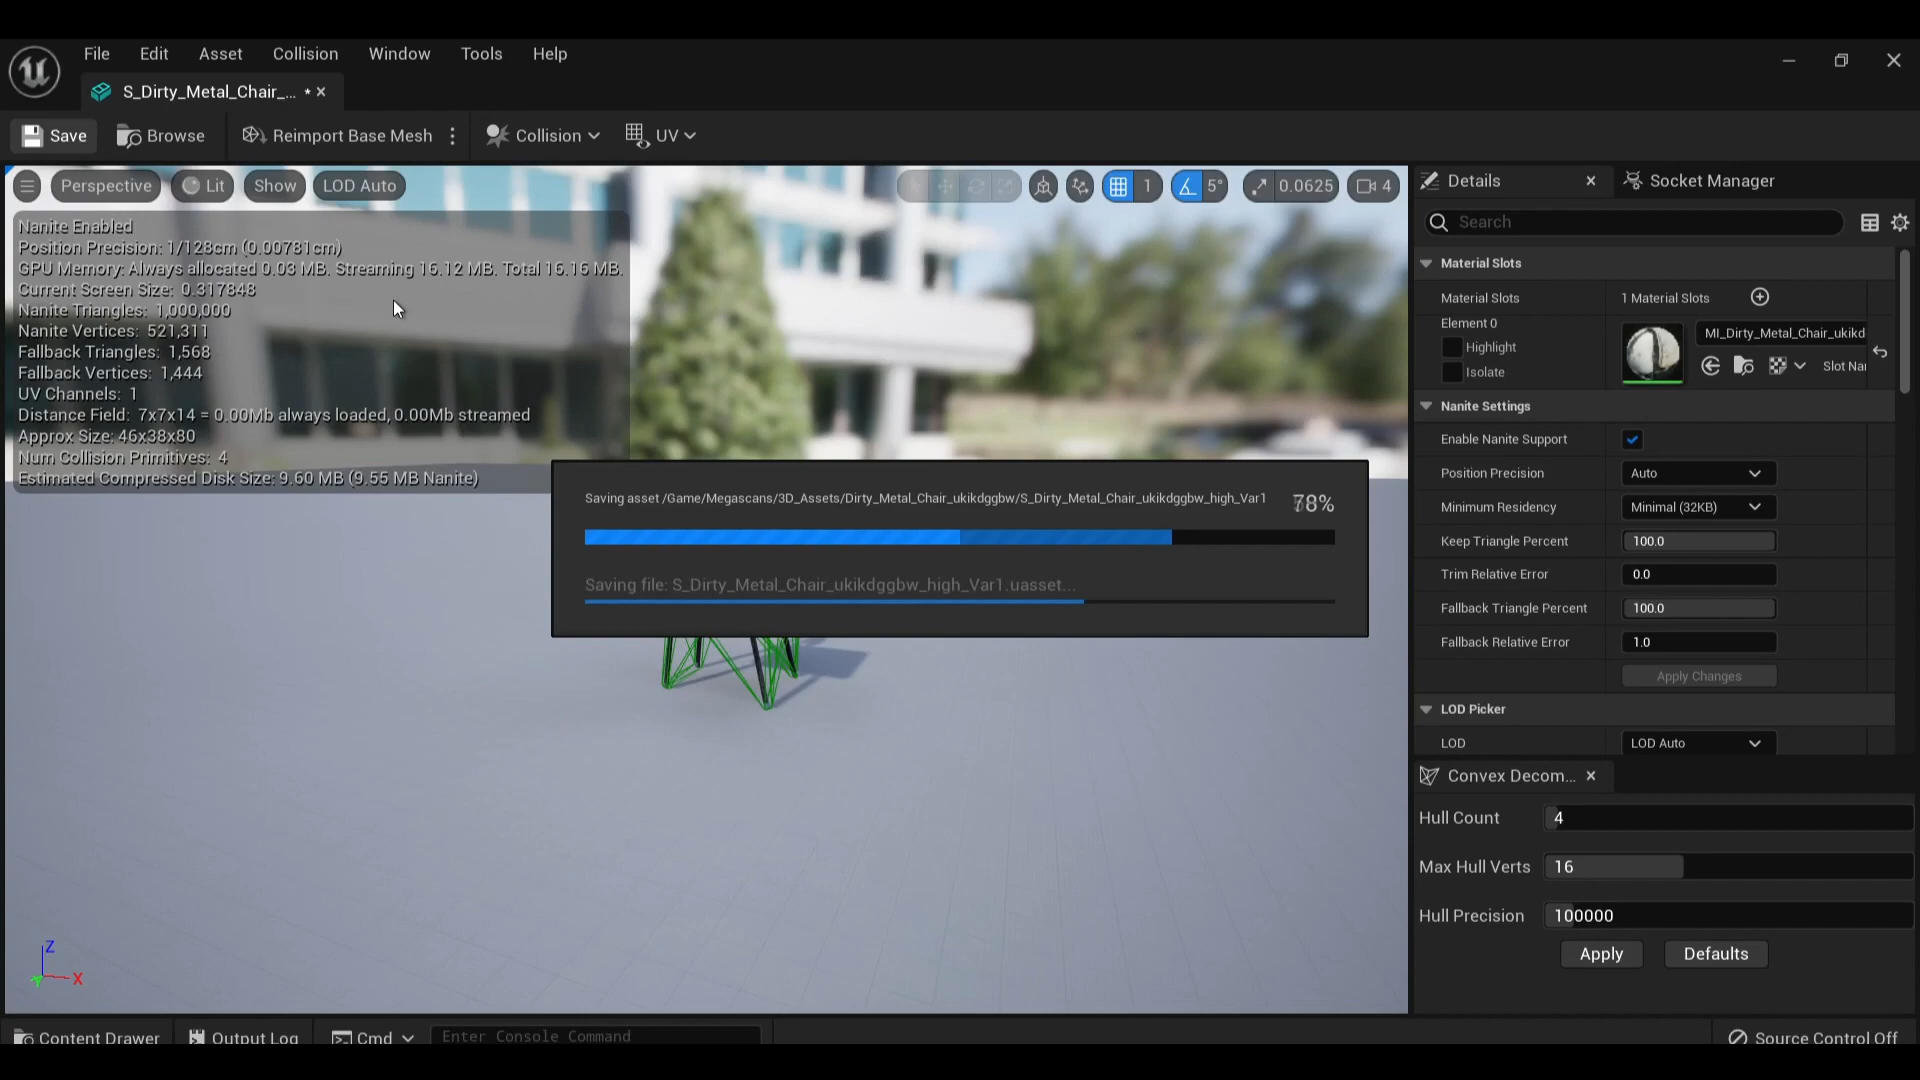 File Edit Asset Collision Window Tools Help
S_Dirty_Metal_Chair_... *
Save Browse Reimport Base Mesh Collision UV
Perspective Lit Show LOD Auto 1 5° 0.0625 4
Nanite Enabled
Position Precision: 1/128cm (0.00781cm)
GPU Memory: Always allocated 0.03 MB. Streaming 16.12 MB. Total 16.16 MB.
Current Screen Size: 0.317848
Nanite Triangles: 1,000,000
Nanite Vertices: 521,311
Fallback Triangles: 1,568
Fallback Vertices: 1,444
UV Channels: 1
Distance Field: 7x7x14 = 0.00Mb always loaded, 0.00Mb streamed
Approx Size: 46x38x80
Num Collision Primitives: 4
Estimated Compressed Disk Size: 9.60 MB (9.55 MB Nanite)
Saving asset /Game/Megascans/3D_Assets/Dirty_Metal_Chair_ukikdggbw/S_Dirty_Metal_Chair_ukikdggbw_high_Var1 78%
Saving file: S_Dirty_Metal_Chair_ukikdggbw_high_Var1.uasset...
Z
X
Y
Details Socket Manager
Search
Material Slots
Material Slots 1 Material Slots
Element 0
MI_Dirty_Metal_Chair_ukikd
Highlight
Isolate
Slot Nar
Nanite Settings
Enable Nanite Support
Position Precision Auto
Minimum Residency Minimal (32KB)
Keep Triangle Percent 100.0
Trim Relative Error 0.0
Fallback Triangle Percent 100.0
Fallback Relative Error 1.0
Apply Changes
LOD Picker
LOD LOD Auto
Convex Decom...
Hull Count 4
Max Hull Verts 16
Hull Precision 100000
Apply Defaults
Content Drawer Output Log Cmd Enter Console Command Source Control Off